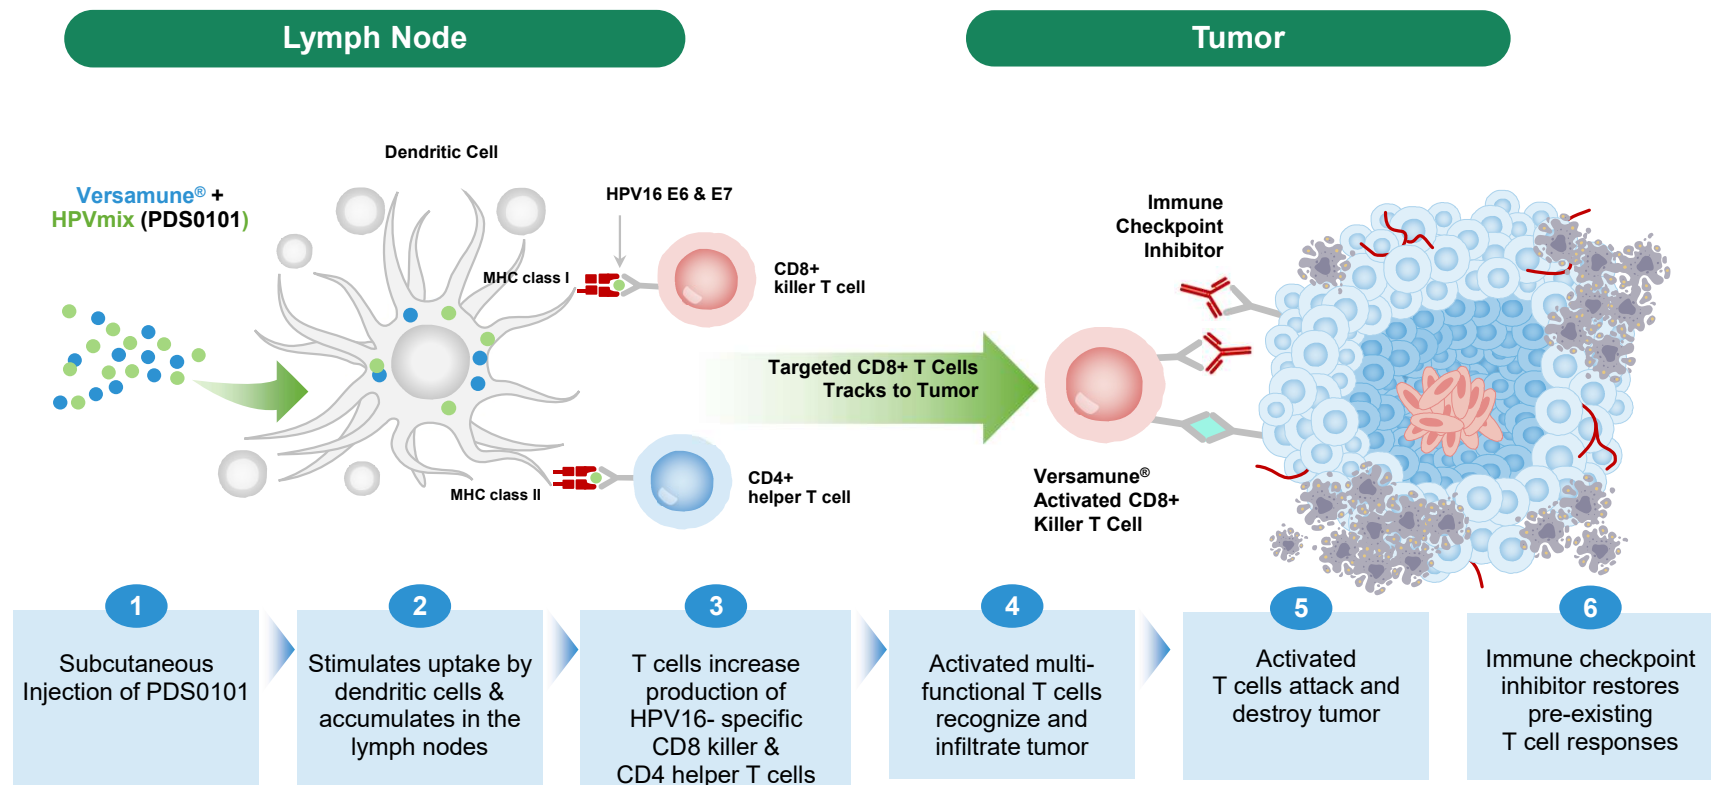 Lymph Node
Tumor
Dendritic Cell
Versamune® +
HPVmix (PDS0101)
HPV16 E6 & E7
MHC class I
CD8+
killer T cell
Immune
Checkpoint
Inhibitor
Targeted CD8+ T Cells
Tracks to Tumor
MHC class II
CD4+
helper T cell
Versamune®
Activated CD8+
Killer T Cell
1
Subcutaneous
Injection of PDS0101
2
Stimulates uptake by
dendritic cells &
accumulates in the
lymph nodes
3
T cells increase
production of
HPV16- specific
CD8 killer &
CD4 helper T cells
4
Activated multi-
functional T cells
recognize and
infiltrate tumor
5
Activated
T cells attack and
destroy tumor
6
Immune checkpoint
inhibitor restores
pre-existing
T cell responses